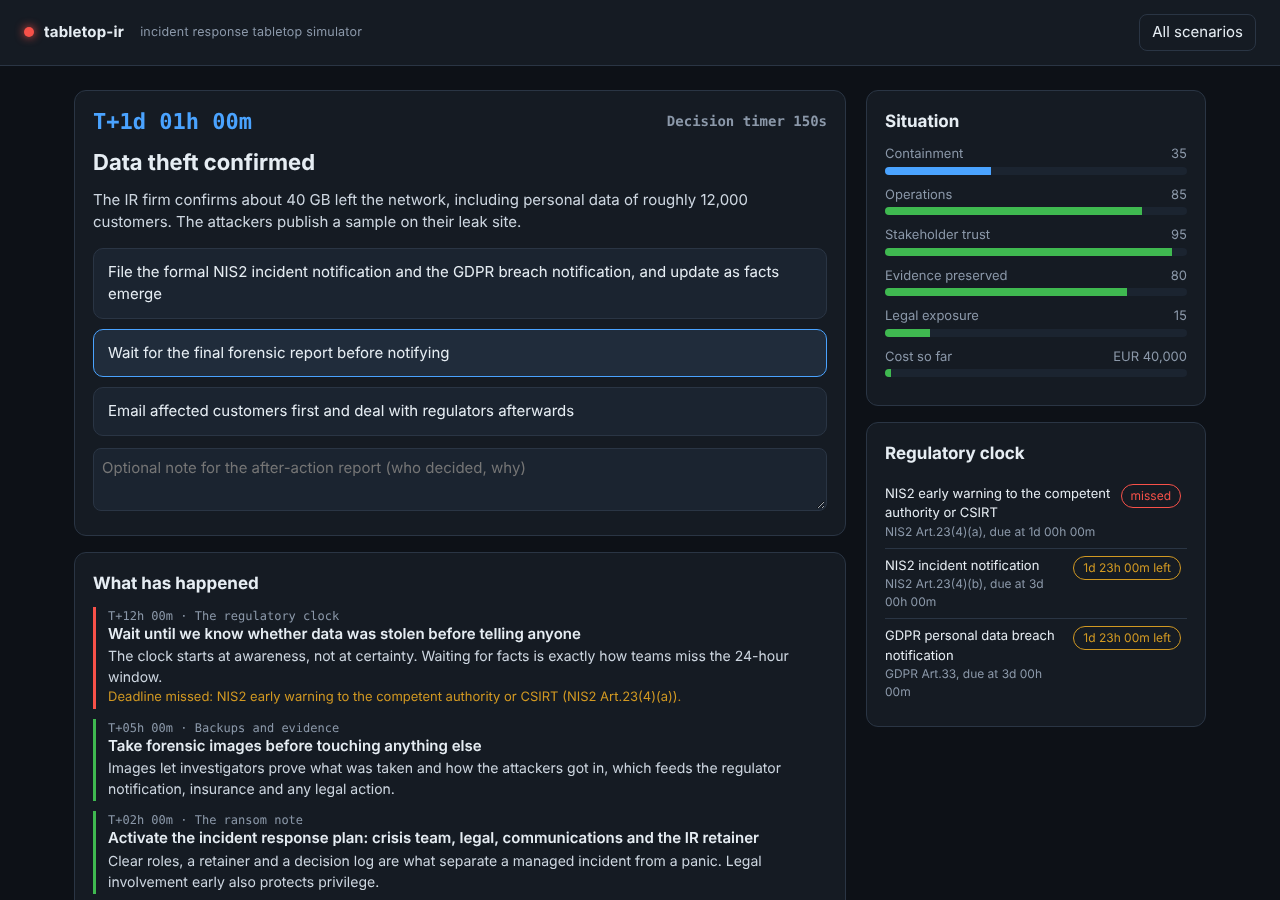 tabletop-ir
incident response tabletop simulator
All scenarios
T+1d 01h 00m
Decision timer 150s
Data theft confirmed
The IR firm confirms about 40 GB left the network, including personal data of roughly 12,000
customers. The attackers publish a sample on their leak site.
File the formal NIS2 incident notification and the GDPR breach notification, and update as facts
emerge
Wait for the final forensic report before notifying
Email affected customers first and deal with regulators afterwards
Optional note for the after-action report (who decided, why)
What has happened
T+12h 00m · The regulatory clock
Wait until we know whether data was stolen before telling anyone
The clock starts at awareness, not at certainty. Waiting for facts is exactly how teams miss the 24-hour
window.
Deadline missed: NIS2 early warning to the competent authority or CSIRT (NIS2 Art.23(4)(a)).
T+05h 00m · Backups and evidence
Take forensic images before touching anything else
Images let investigators prove what was taken and how the attackers got in, which feeds the regulator
notification, insurance and any legal action.
T+02h 00m · The ransom note
Activate the incident response plan: crisis team, legal, communications and the IR retainer
Clear roles, a retainer and a decision log are what separate a managed incident from a panic. Legal
involvement early also protects privilege.
Situation
Containment 35
Operations 85
Stakeholder trust 95
Evidence preserved 80
Legal exposure 15
Cost so far EUR 40,000
Regulatory clock
NIS2 early warning to the competent
authority or CSIRT
missed
NIS2 Art.23(4)(a), due at 1d 00h 00m
NIS2 incident notification
1d 23h 00m left
NIS2 Art.23(4)(b), due at 3d
00h 00m
GDPR personal data breach
notification
1d 23h 00m left
GDPR Art.33, due at 3d 00h
00m